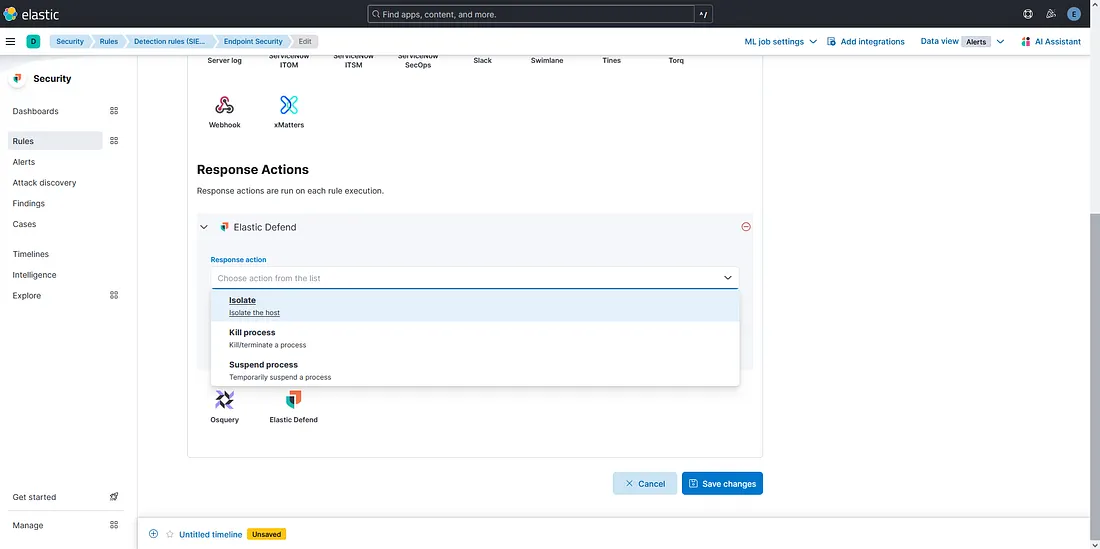 elastic
Find apps, content, and more.
^/
E
D
Security
Rules
Detection rules (SIE...
Endpoint Security
Edit
ML job settings
Add integrations
Data view
Alerts
AI Assistant
Security
Dashboards
Rules
Alerts
Attack discovery
Findings
Cases
Timelines
Intelligence
Explore
Get started
Manage
Server log
ServiceNow
ITOM
ServiceNow
ITSM
ServiceNow
SecOps
Slack
Swimlane
Tines
Torq
Webhook
xMatters
Response Actions
Response actions are run on each rule execution.
Elastic Defend
Response action
Choose action from the list
Isolate
Isolate the host
Kill process
Kill/terminate a process
Suspend process
Temporarily suspend a process
Osquery
Elastic Defend
Cancel
Save changes
Untitled timeline
Unsaved